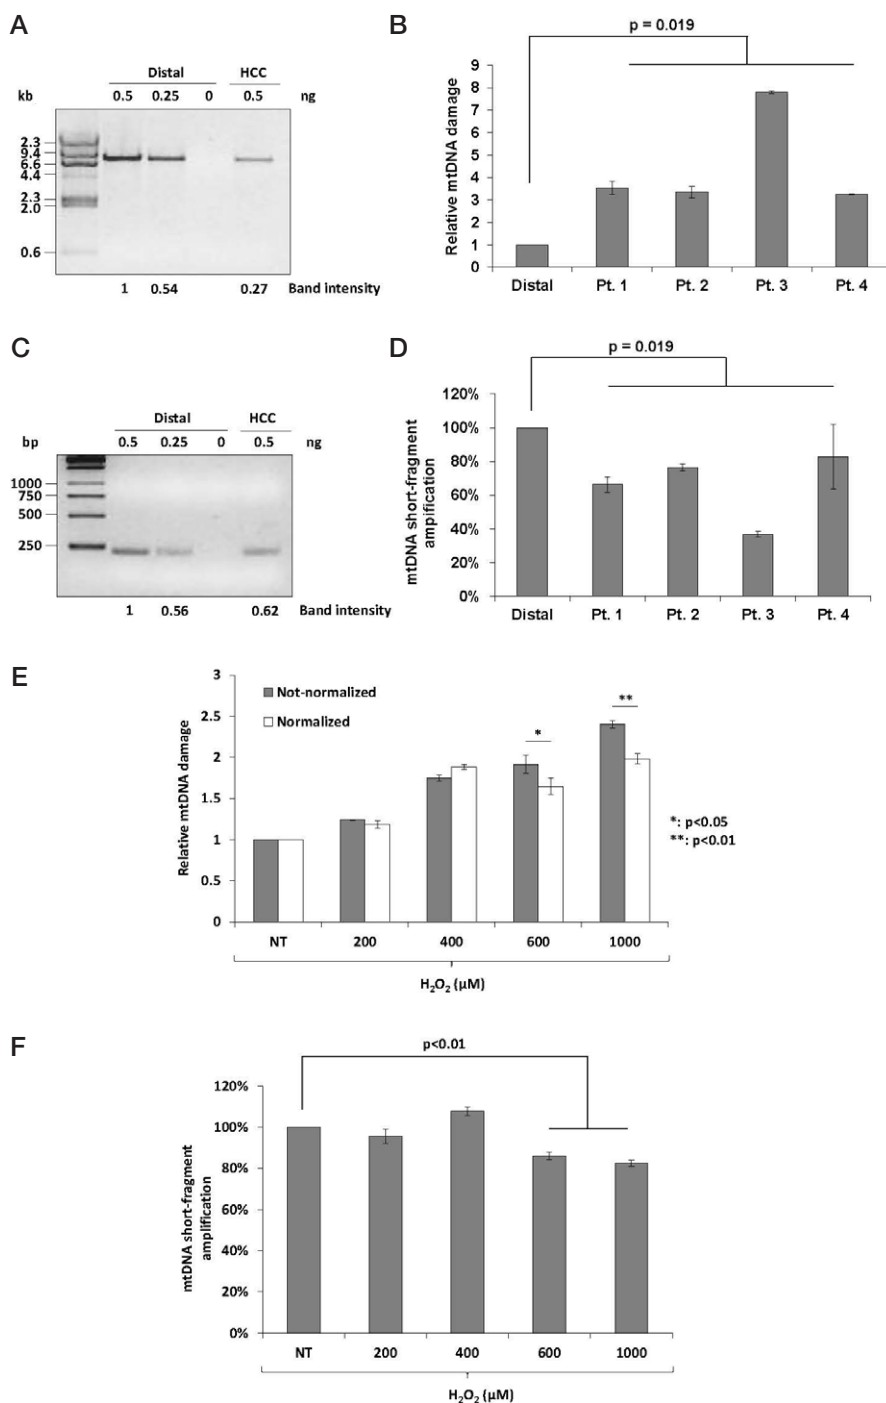 A
Distal HCC
kb 0.5 0.25 0 0.5 ng
2.3
9.4
6.6
4.4
2.3
2.0
0.6
1 0.54 0.27 Band intensity
B
p = 0.019
Relative mtDNA damage
9
8
7
6
5
4
3
2
1
0
Distal Pt. 1 Pt. 2 Pt. 3 Pt. 4
C
Distal HCC
bp 0.5 0.25 0 0.5 ng
1000
750
500
250
1 0.56 0.62 Band intensity
D
p = 0.019
mtDNA short-fragment
ampification
120%
100%
80%
60%
40%
20%
0%
Distal Pt. 1 Pt. 2 Pt. 3 Pt. 4
E
Relative mtDNA damage
3
2.5
2
1.5
1
0.5
0
Not-normalized
Normalized
*
**
*: p<0.05
**: p<0.01
NT 200 400 600 1000
H₂O₂ (µM)
F
p<0.01
mtDNA short-fragment
amplification
120%
100%
80%
60%
40%
20%
0%
NT 200 400 600 1000
H₂O₂ (µM)